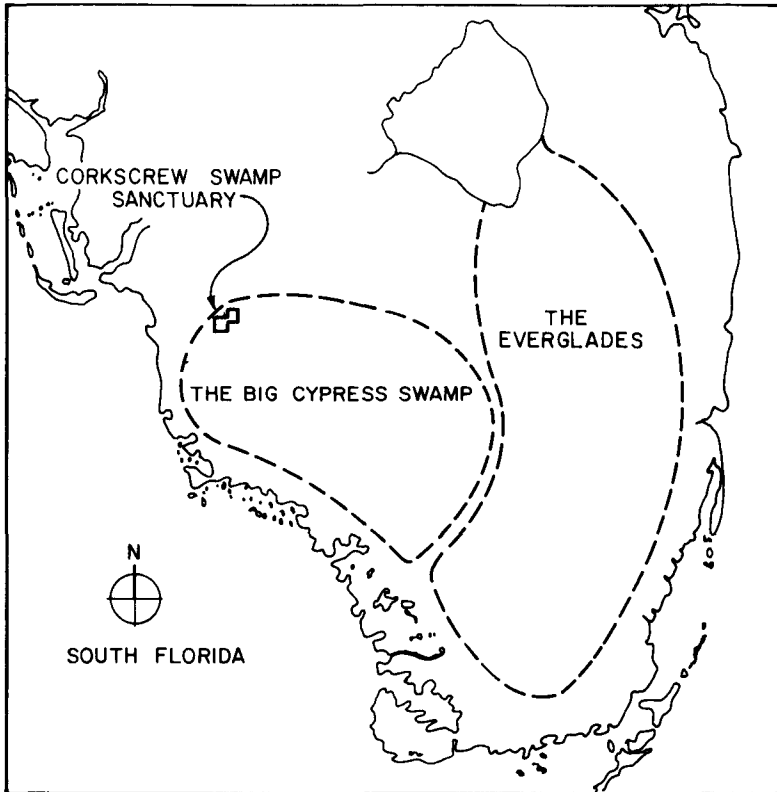 CORKSCREW SWAMP
SANCTUARY
THE
EVERGLADES
THE BIG CYPRESS SWAMP
N
SOUTH FLORIDA